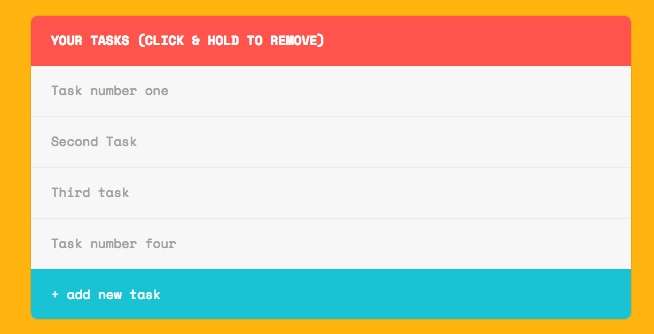 YOUR TASKS (CLICK & HOLD TO REMOVE)
Task number one
Second Task
Third task
Task number four
+ add new task